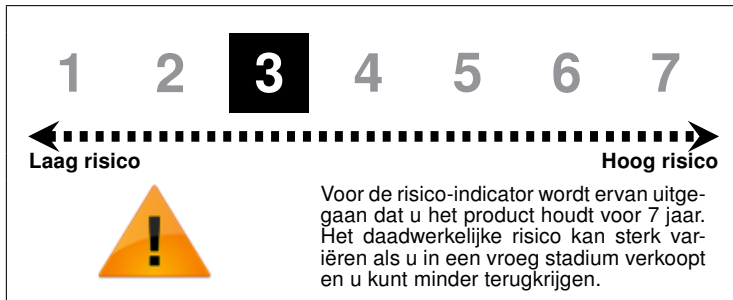 1 2 3 4 5 6 7
Laag risico Hoog risico
!
Voor de risico-indicator wordt ervan uitge-
gaan dat u het product houdt voor 7 jaar.
Het daadwerkelijke risico kan sterk var-
iëren als u in een vroeg stadium verkoopt
en u kunt minder terugkrijgen.